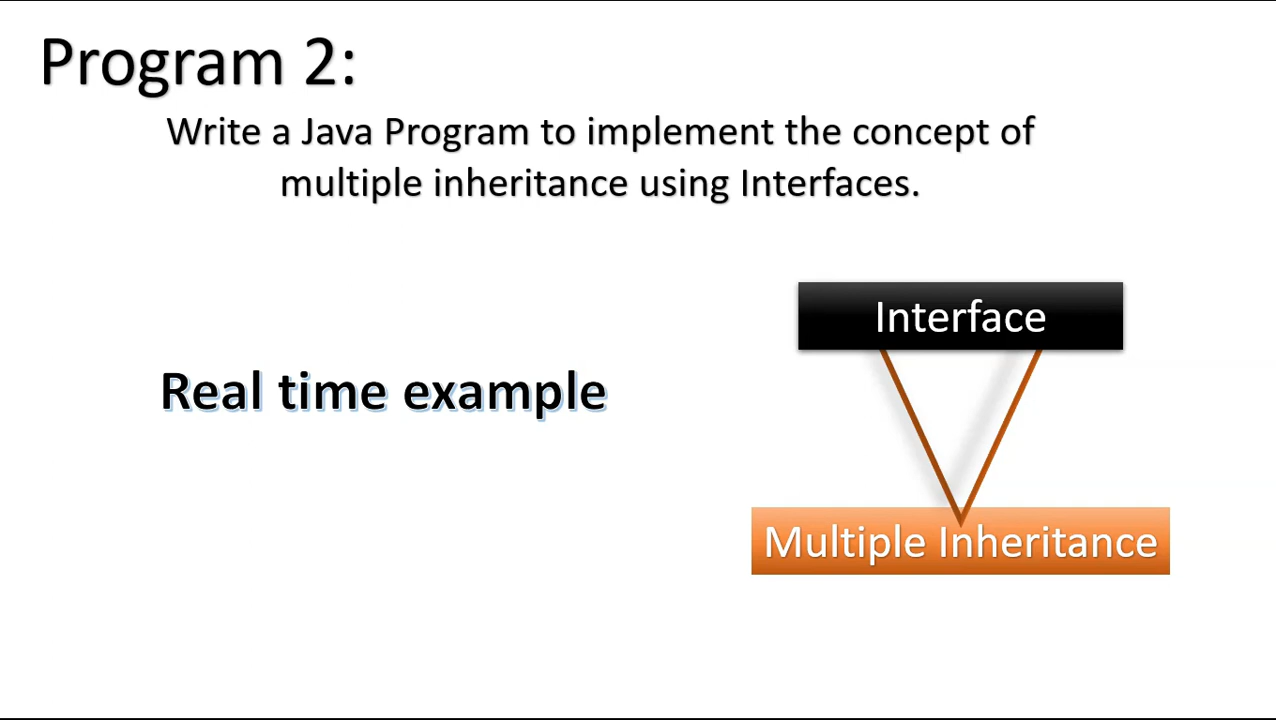 Program 2:
Write a Java Program to implement the concept of
multiple inheritance using Interfaces.
Interface
Real time example
Multiple Inheritance